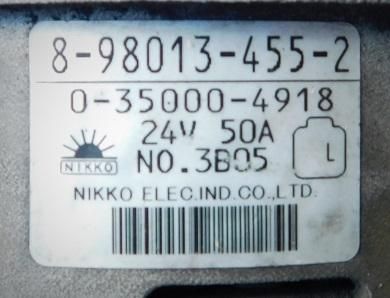 8-98013-455-2
0-35000-4918
24V 50A
NIKKO NO.3B05 L
NIKKO ELEC.IND.CO.,LTD.